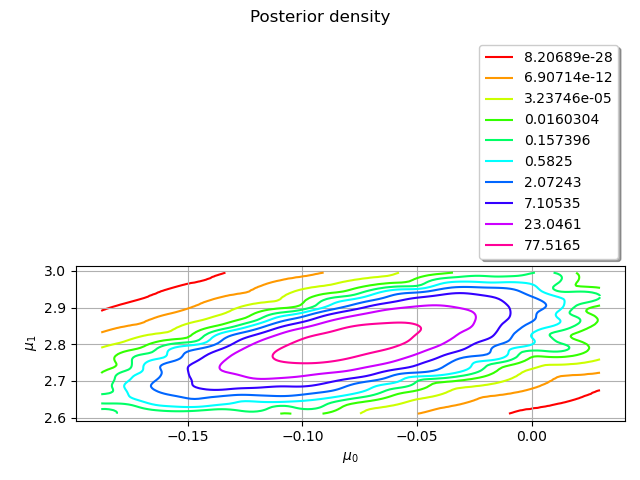 Posterior density
8.20689e-28
6.90714e-12
3.23746e-05
0.0160304
0.157396
0.5825
2.07243
7.10535
23.0461
77.5165
3.0
2.9
2.8
2.7
2.6
μ₁
−0.15
−0.10
−0.05
0.00
μ₀